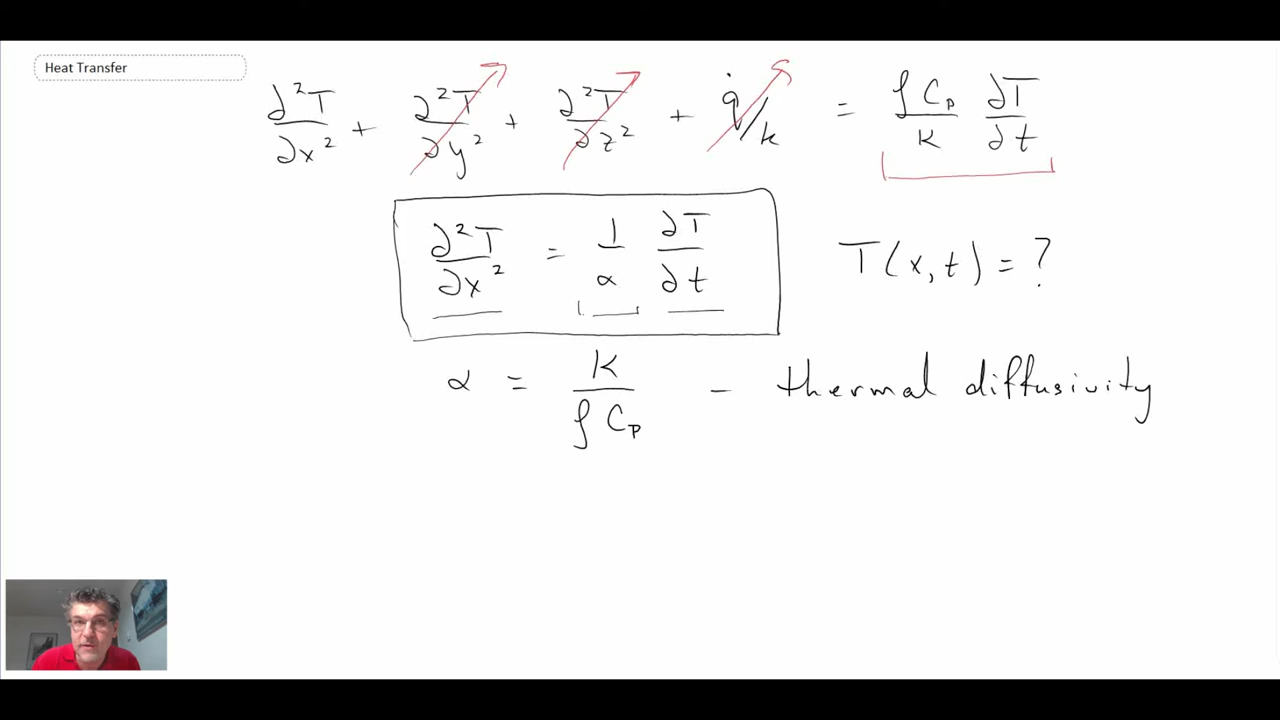 Heat Transfer
∂²T/∂x² + ∂²T/∂y² + ∂²T/∂z² + q̇/k = ρCp/k ∂T/∂t
∂²T/∂x² = 1/α ∂T/∂t T(x,t) = ?
α = k/ρCp - thermal diffusivity